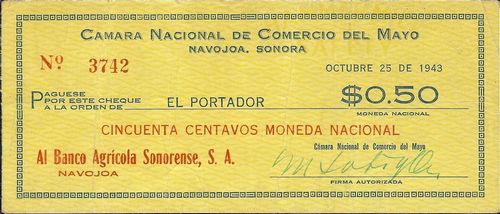 CAMARA NACIONAL DE COMERCIO DEL MAYO
NAVOJOA, SONORA
Nº 3742
OCTUBRE 25 DE 1943
PAGUESE
POR ESTE CHEQUE
A LA ORDEN DE
EL PORTADOR
$0.50
MONEDA NACIONAL
CINCUENTA CENTAVOS MONEDA NACIONAL
Al Banco Agrícola Sonorense, S. A.
NAVOJOA
Cámara Nacional de Comercio del Mayo
FIRMA AUTORIZADA